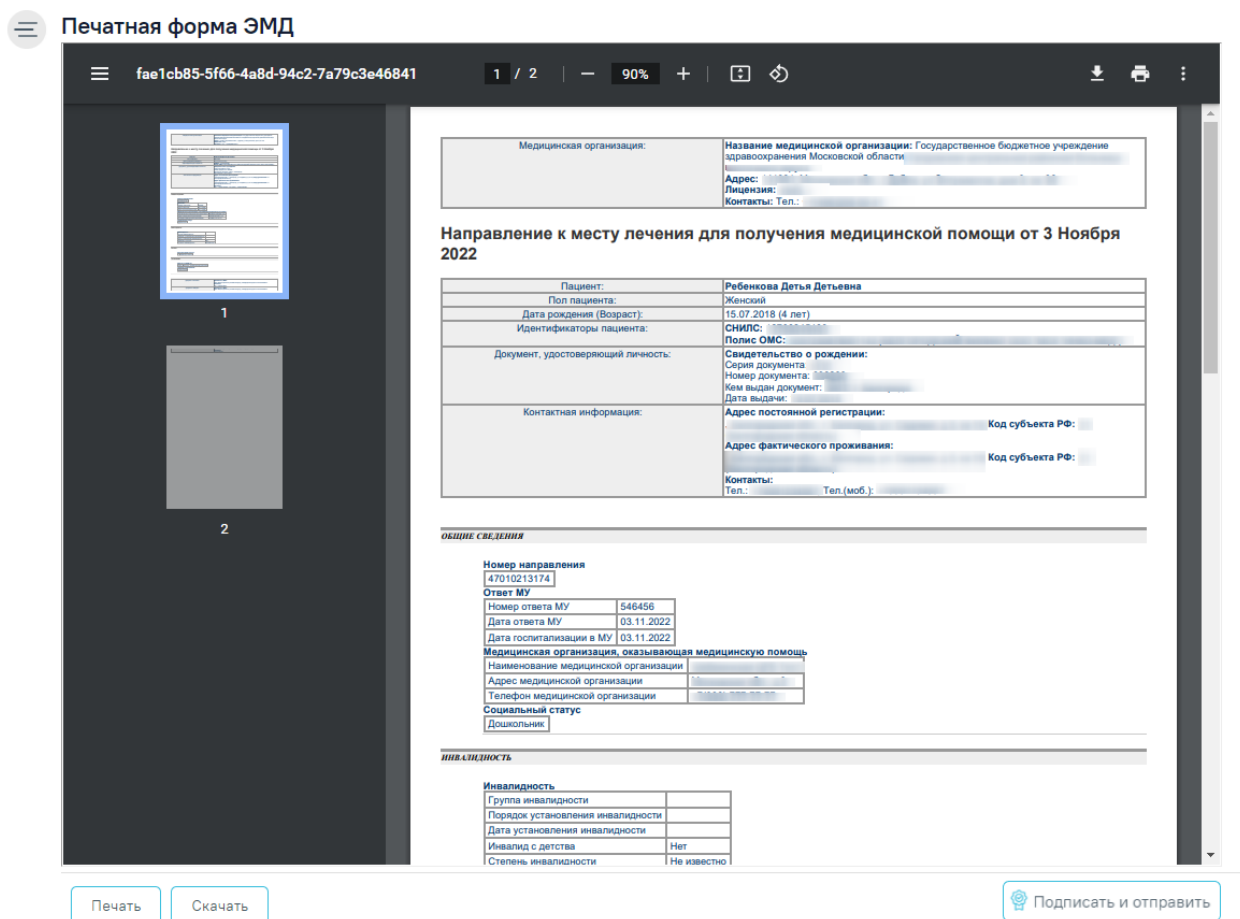 Печатная форма ЭМД
fae1cb85-5f66-4a8d-94c2-7a79c3e46841
1 / 2
90%
1
2
Медицинская организация:
Название медицинской организации: Государственное бюджетное учреждение
здравоохранения Московской области
Адрес:
Лицензия:
Контакты: Тел.:
Направление к месту лечения для получения медицинской помощи от 3 Ноября
2022
Пациент: Ребенкова Детья Детьевна
Пол пациента: Женский
Дата рождения (Возраст): 15.07.2018 (4 лет)
Идентификаторы пациента: СНИЛС:
Полис ОМС:
Документ, удостоверяющий личность: Свидетельство о рождении:
Серия документа
Номер документа:
Кем выдан документ:
Дата выдачи:
Контактная информация: Адрес постоянной регистрации:
Код субъекта РФ:
Адрес фактического проживания:
Код субъекта РФ:
Контакты:
Тел.: Тел.(моб.):
ОБЩИЕ СВЕДЕНИЯ
Номер направления
47010213174
Ответ МУ
Номер ответа МУ 546456
Дата ответа МУ 03.11.2022
Дата госпитализации в МУ 03.11.2022
Медицинская организация, оказывающая медицинскую помощь
Наименование медицинской организации
Адрес медицинской организации
Телефон медицинской организации
Социальный статус
Дошкольник
ИНВАЛИДНОСТЬ
Инвалидность
Группа инвалидности
Порядок установления инвалидности
Дата установления инвалидности
Инвалид с детства Нет
Степень инвалидности Не известно
Печать
Скачать
Подписать и отправить